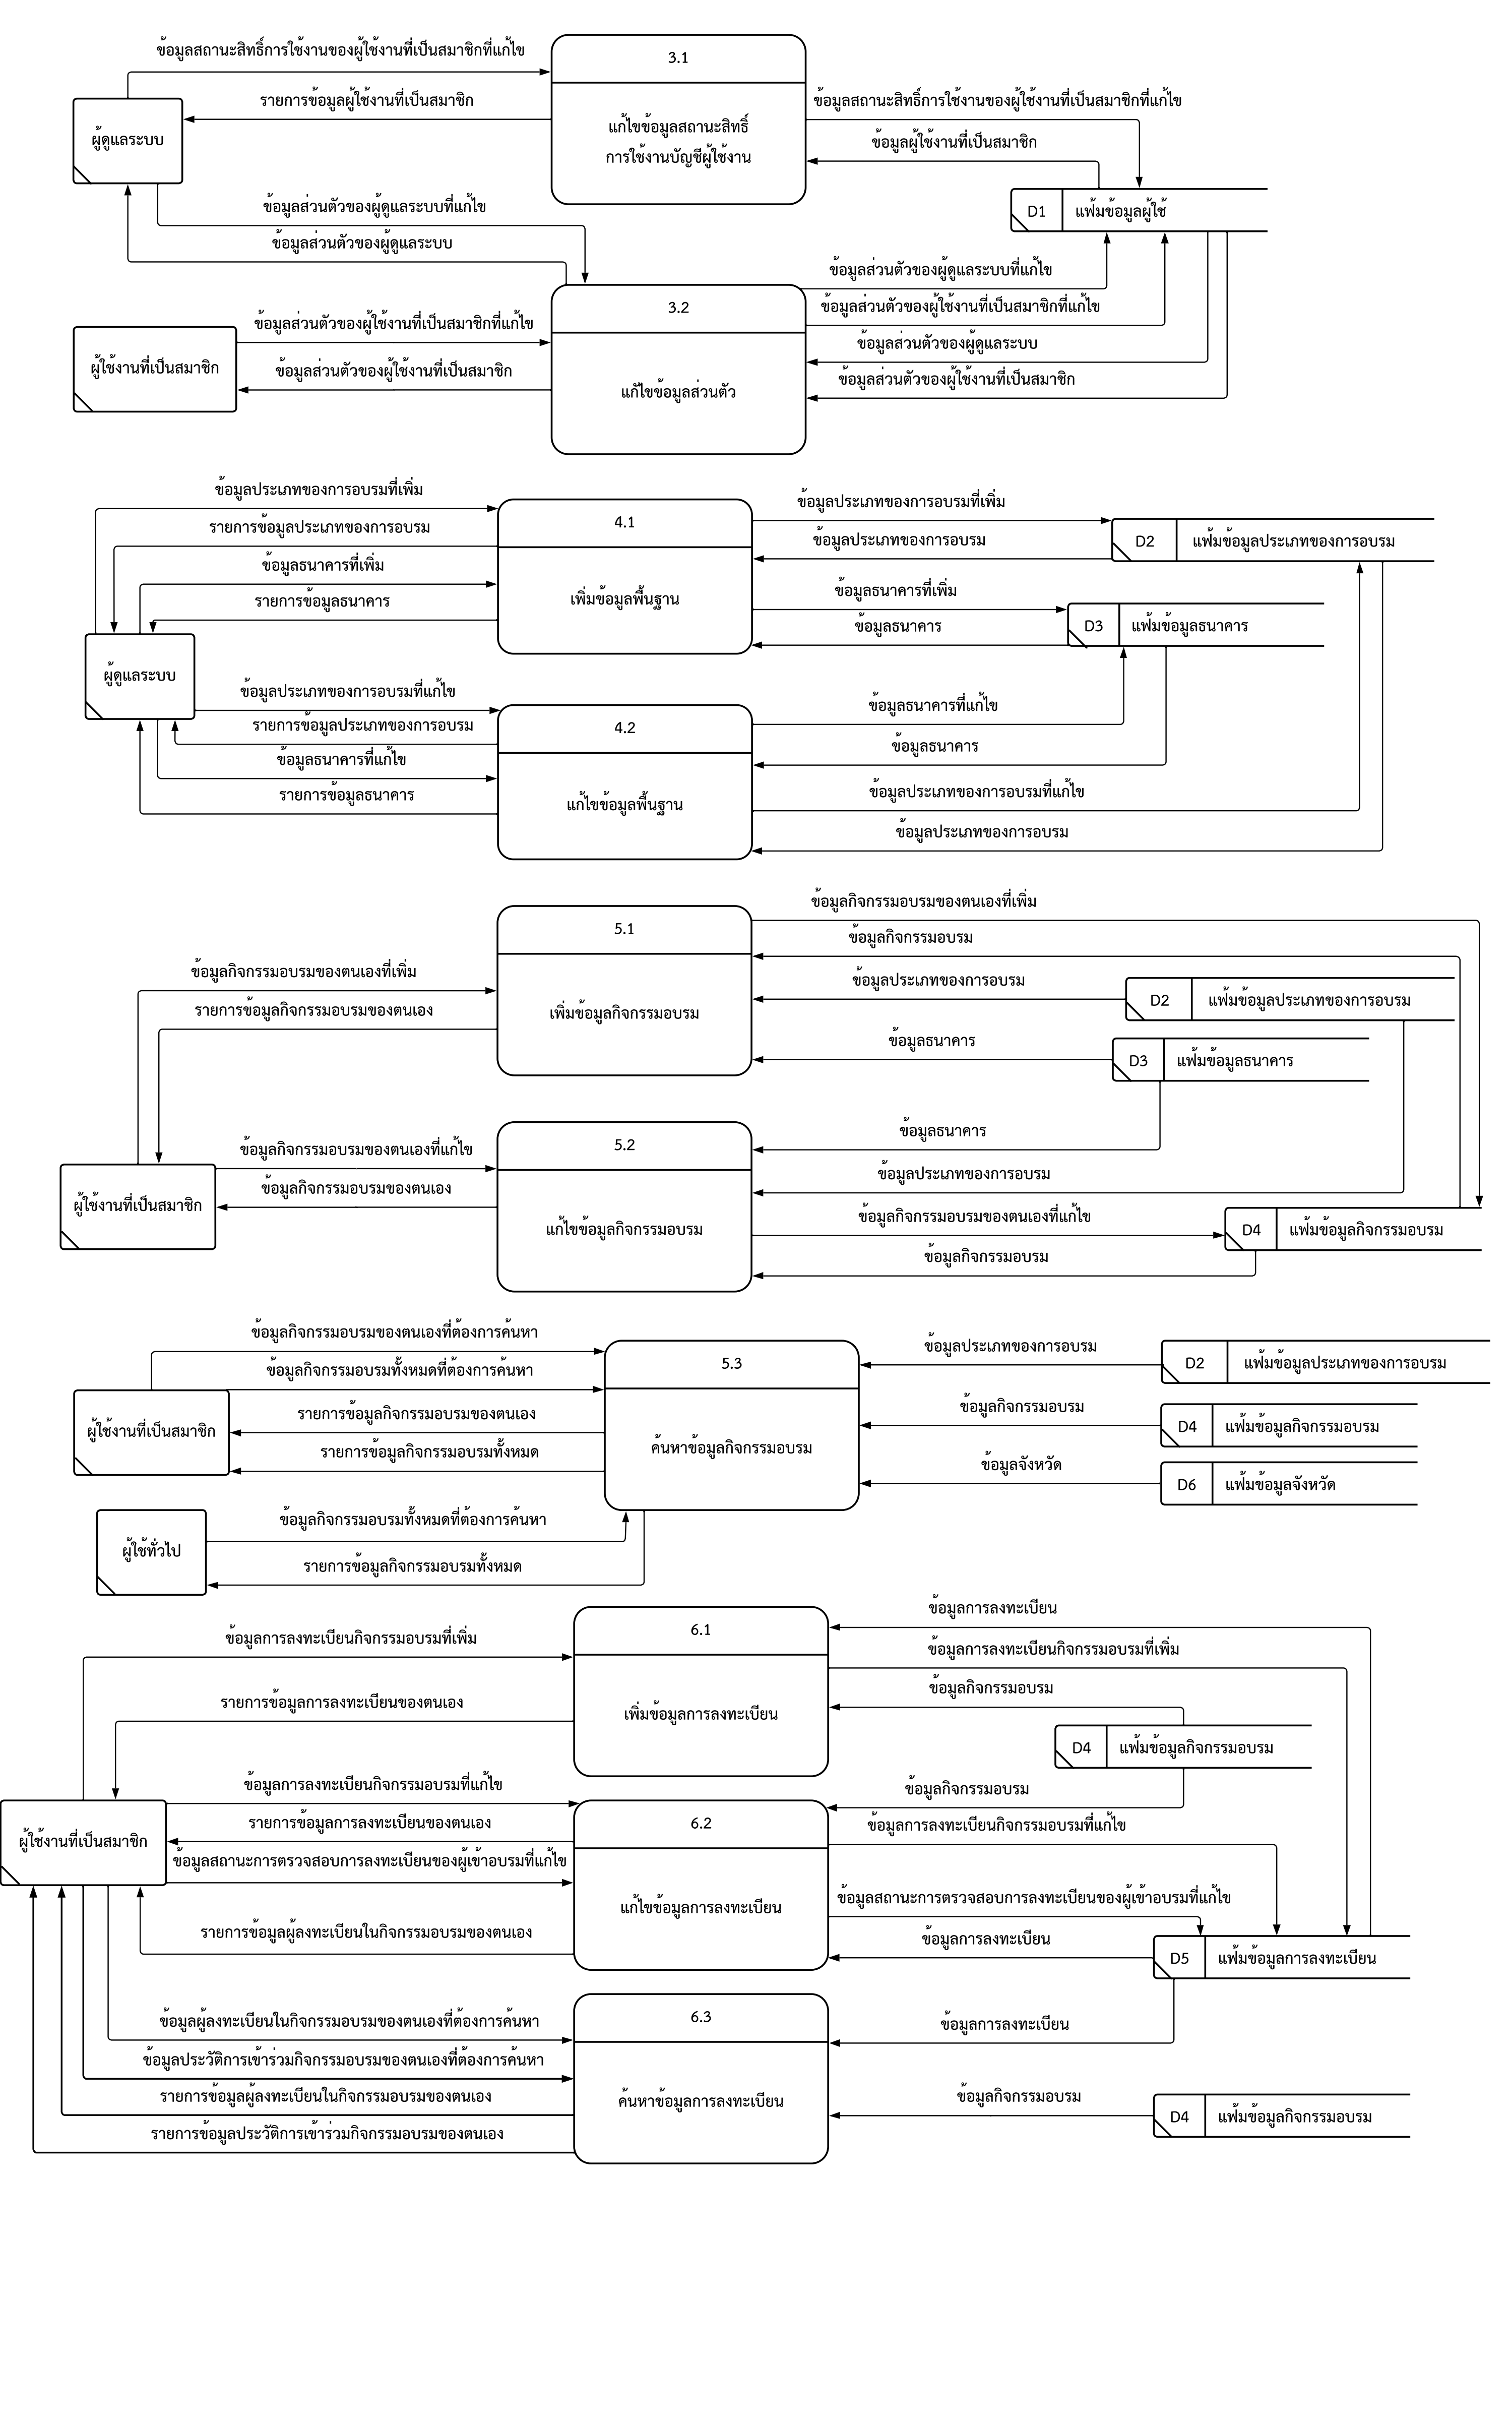 ข้อมูลสถานะสิทธิ์การใช้งานของผู้ใช้งานที่เป็นสมาชิกที่แก้ไข
รายการข้อมูลผู้ใช้งานที่เป็นสมาชิก
ผู้ดูแลระบบ
3.1
แก้ไขข้อมูลสถานะสิทธิ์
การใช้งานบัญชีผู้ใช้งาน
ข้อมูลสถานะสิทธิ์การใช้งานของผู้ใช้งานที่เป็นสมาชิกที่แก้ไข
ข้อมูลผู้ใช้งานที่เป็นสมาชิก
D1
แฟ้มข้อมูลผู้ใช้
ข้อมูลส่วนตัวของผู้ดูแลระบบที่แก้ไข
ข้อมูลส่วนตัวของผู้ดูแลระบบ
ผู้ใช้งานที่เป็นสมาชิก
ข้อมูลส่วนตัวของผู้ใช้งานที่เป็นสมาชิกที่แก้ไข
ข้อมูลส่วนตัวของผู้ใช้งานที่เป็นสมาชิก
3.2
แก้ไขข้อมูลส่วนตัว
ข้อมูลส่วนตัวของผู้ดูแลระบบที่แก้ไข
ข้อมูลส่วนตัวของผู้ใช้งานที่เป็นสมาชิกที่แก้ไข
ข้อมูลส่วนตัวของผู้ดูแลระบบ
ข้อมูลส่วนตัวของผู้ใช้งานที่เป็นสมาชิก
ข้อมูลประเภทของการอบรมที่เพิ่ม
รายการข้อมูลประเภทของการอบรม
ข้อมูลธนาคารที่เพิ่ม
รายการข้อมูลธนาคาร
ผู้ดูแลระบบ
4.1
เพิ่มข้อมูลพื้นฐาน
ข้อมูลประเภทของการอบรมที่เพิ่ม
ข้อมูลประเภทของการอบรม
D2
แฟ้มข้อมูลประเภทของการอบรม
ข้อมูลธนาคารที่เพิ่ม
ข้อมูลธนาคาร
D3
แฟ้มข้อมูลธนาคาร
ข้อมูลประเภทของการอบรมที่แก้ไข
รายการข้อมูลประเภทของการอบรม
ข้อมูลธนาคารที่แก้ไข
รายการข้อมูลธนาคาร
4.2
แก้ไขข้อมูลพื้นฐาน
ข้อมูลธนาคารที่แก้ไข
ข้อมูลธนาคาร
ข้อมูลประเภทของการอบรมที่แก้ไข
ข้อมูลประเภทของการอบรม
ข้อมูลกิจกรรมอบรมของตนเองที่เพิ่ม
รายการข้อมูลกิจกรรมอบรมของตนเอง
5.1
เพิ่มข้อมูลกิจกรรมอบรม
ข้อมูลกิจกรรมอบรมของตนเองที่เพิ่ม
ข้อมูลกิจกรรมอบรม
ข้อมูลประเภทของการอบรม
D2
แฟ้มข้อมูลประเภทของการอบรม
ข้อมูลธนาคาร
D3
แฟ้มข้อมูลธนาคาร
ผู้ใช้งานที่เป็นสมาชิก
ข้อมูลกิจกรรมอบรมของตนเองที่แก้ไข
ข้อมูลกิจกรรมอบรมของตนเอง
5.2
แก้ไขข้อมูลกิจกรรมอบรม
ข้อมูลธนาคาร
ข้อมูลประเภทของการอบรม
ข้อมูลกิจกรรมอบรมของตนเองที่แก้ไข
ข้อมูลกิจกรรมอบรม
D4
แฟ้มข้อมูลกิจกรรมอบรม
ข้อมูลกิจกรรมอบรมของตนเองที่ต้องการค้นหา
ข้อมูลกิจกรรมอบรมทั้งหมดที่ต้องการค้นหา
รายการข้อมูลกิจกรรมอบรมของตนเอง
รายการข้อมูลกิจกรรมอบรมทั้งหมด
ผู้ใช้งานที่เป็นสมาชิก
5.3
ค้นหาข้อมูลกิจกรรมอบรม
ข้อมูลประเภทของการอบรม
D2
แฟ้มข้อมูลประเภทของการอบรม
ข้อมูลกิจกรรมอบรม
D4
แฟ้มข้อมูลกิจกรรมอบรม
ข้อมูลจังหวัด
D6
แฟ้มข้อมูลจังหวัด
ผู้ใช้ทั่วไป
ข้อมูลกิจกรรมอบรมทั้งหมดที่ต้องการค้นหา
รายการข้อมูลกิจกรรมอบรมทั้งหมด
ข้อมูลการลงทะเบียนกิจกรรมอบรมที่เพิ่ม
รายการข้อมูลการลงทะเบียนของตนเอง
6.1
เพิ่มข้อมูลการลงทะเบียน
ข้อมูลการลงทะเบียน
ข้อมูลการลงทะเบียนกิจกรรมอบรมที่เพิ่ม
ข้อมูลกิจกรรมอบรม
D4
แฟ้มข้อมูลกิจกรรมอบรม
ผู้ใช้งานที่เป็นสมาชิก
ข้อมูลการลงทะเบียนกิจกรรมอบรมที่แก้ไข
รายการข้อมูลการลงทะเบียนของตนเอง
ข้อมูลสถานะการตรวจสอบการลงทะเบียนของผู้เข้าอบรมที่แก้ไข
รายการข้อมูลผู้ลงทะเบียนในกิจกรรมอบรมของตนเอง
6.2
แก้ไขข้อมูลการลงทะเบียน
ข้อมูลกิจกรรมอบรม
ข้อมูลการลงทะเบียนกิจกรรมอบรมที่แก้ไข
ข้อมูลสถานะการตรวจสอบการลงทะเบียนของผู้เข้าอบรมที่แก้ไข
ข้อมูลการลงทะเบียน
D5
แฟ้มข้อมูลการลงทะเบียน
ข้อมูลผู้ลงทะเบียนในกิจกรรมอบรมของตนเองที่ต้องการค้นหา
ข้อมูลประวัติการเข้าร่วมกิจกรรมอบรมของตนเองที่ต้องการค้นหา
รายการข้อมูลผู้ลงทะเบียนในกิจกรรมอบรมของตนเอง
รายการข้อมูลประวัติการเข้าร่วมกิจกรรมอบรมของตนเอง
6.3
ค้นหาข้อมูลการลงทะเบียน
ข้อมูลการลงทะเบียน
ข้อมูลกิจกรรมอบรม
D4
แฟ้มข้อมูลกิจกรรมอบรม